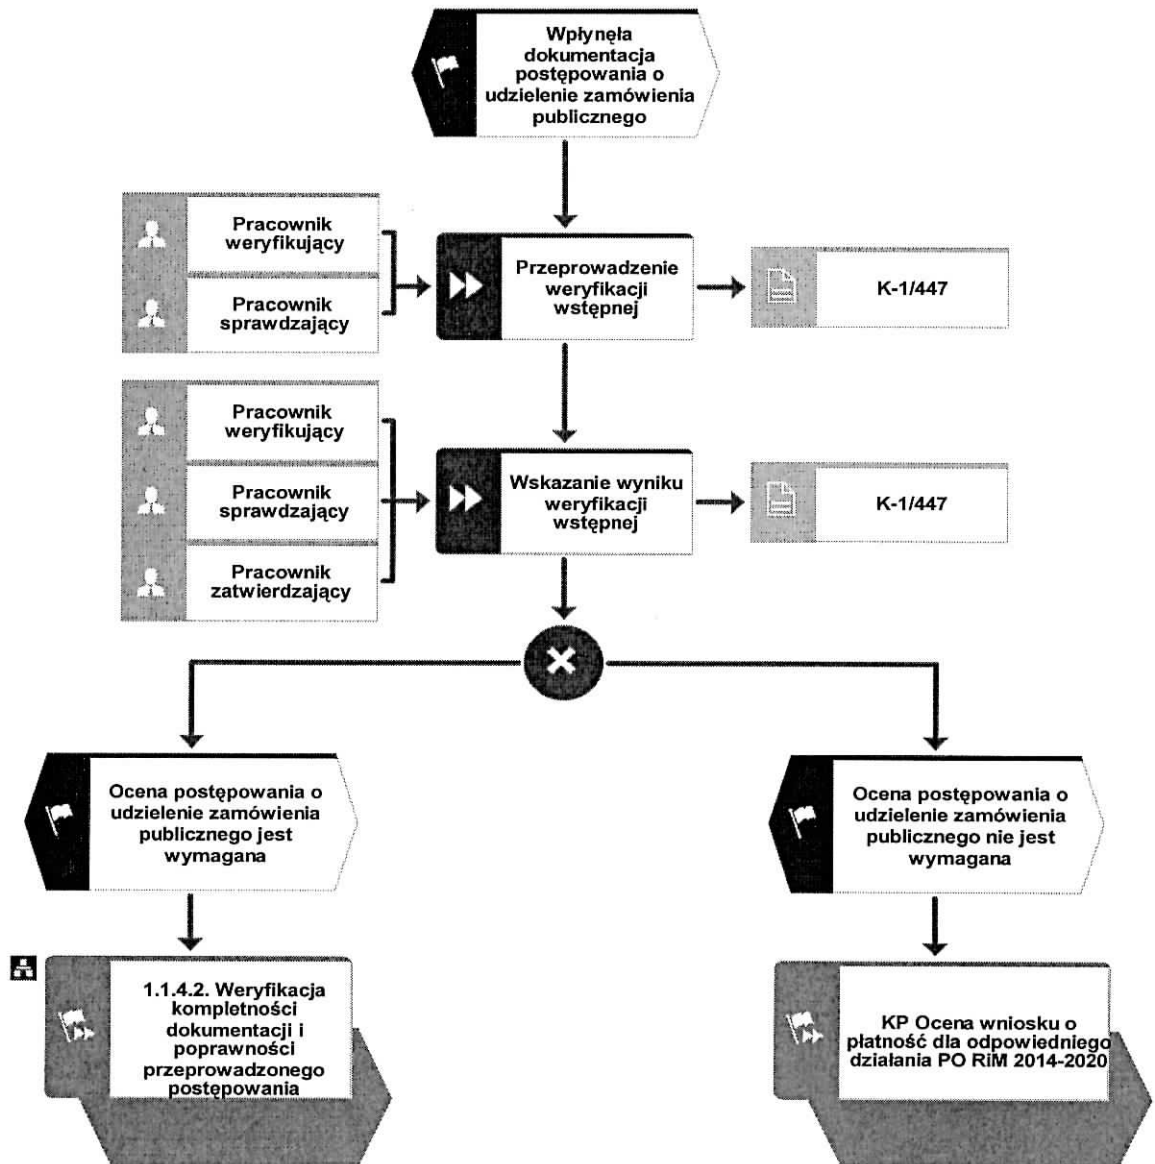 Wpłynęła
dokumentacja
postępowania o
udzielenie zamówienia
publicznego
Pracownik
weryfikujący
Pracownik
sprawdzający
Przeprowadzenie
weryfikacji
wstępnej
K-1/447
Pracownik
weryfikujący
Pracownik
sprawdzający
Pracownik
zatwierdzający
Wskazanie wyniku
weryfikacji
wstępnej
K-1/447
Ocena postępowania o
udzielenie zamówienia
publicznego jest
wymagana
Ocena postępowania o
udzielenie zamówienia
publicznego nie jest
wymagana
1.1.4.2. Weryfikacja
kompletności
dokumentacji i
poprawności
przeprowadzonego
postępowania
KP Ocena wniosku o
płatność dla odpowiedniego
działania PO RiM 2014-2020